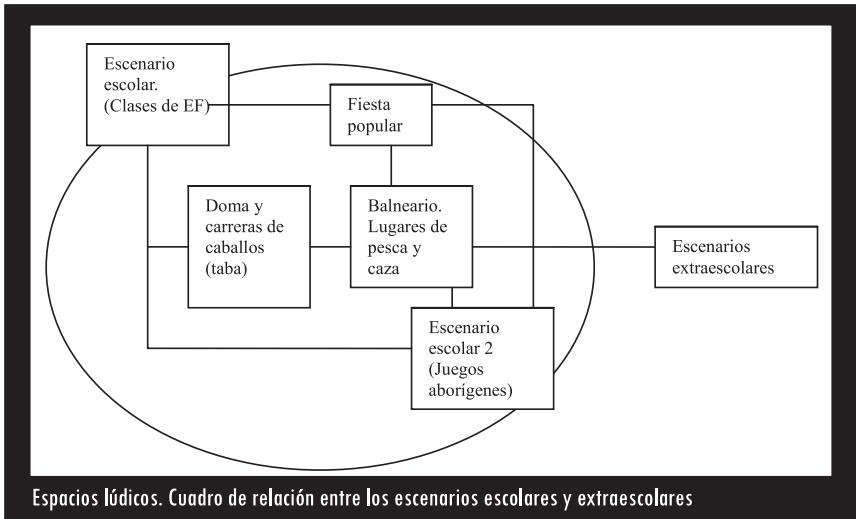 Escenario
escolar.
(Clases de EF)
Fiesta
popular
Doma y
carreras de
caballos
(taba)
Balneario.
Lugares de
pesca y
caza
Escenarios
extraescolares
Escenario
escolar 2
(Juegos
aborígenes)
Espacios lúdicos. Cuadro de relación entre los escenarios escolares y extraescolares